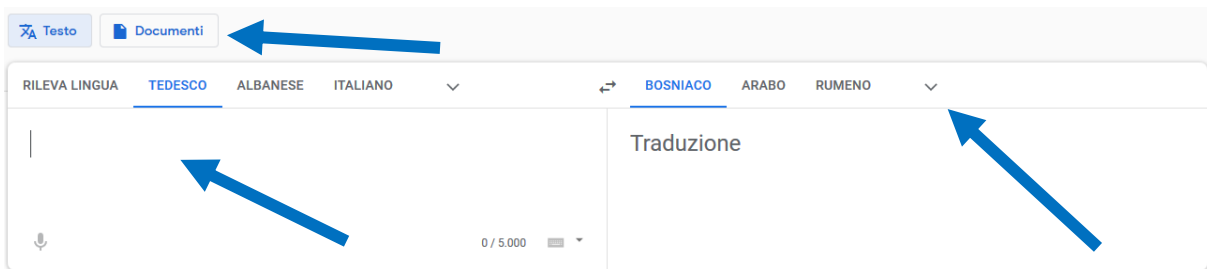 Testo Documenti
RILEVA LINGUA TEDESCO ALBANESE ITALIANO BOSNIACO ARABO RUMENO
Traduzione
0 / 5.000